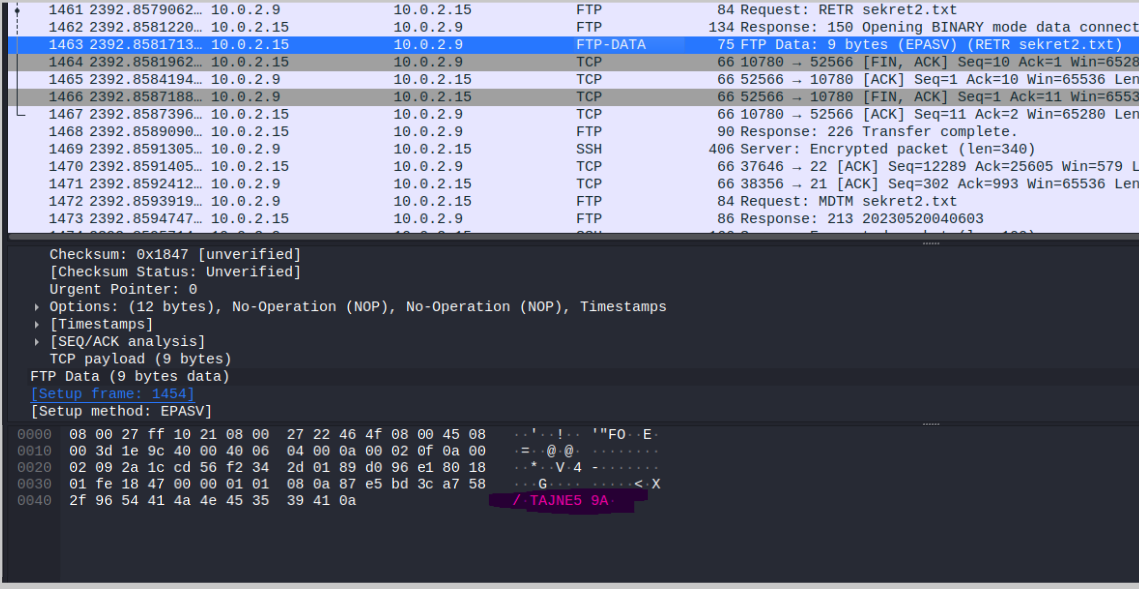 1461 2392.8579062… 10.0.2.9 10.0.2.15 FTP 84 Request: RETR sekret2.txt
1462 2392.8581220… 10.0.2.15 10.0.2.9 FTP 134 Response: 150 Opening BINARY mode data connect
1463 2392.8581713… 10.0.2.15 10.0.2.9 FTP-DATA 75 FTP Data: 9 bytes (EPASV) (RETR sekret2.txt)
1464 2392.8581962… 10.0.2.15 10.0.2.9 TCP 66 10780 → 52566 [FIN, ACK] Seq=10 Ack=1 Win=6528
1465 2392.8584194… 10.0.2.9 10.0.2.15 TCP 66 52566 → 10780 [ACK] Seq=1 Ack=10 Win=65536 Len
1466 2392.8587188… 10.0.2.9 10.0.2.15 TCP 66 52566 → 10780 [FIN, ACK] Seq=1 Ack=11 Win=6553
1467 2392.8587396… 10.0.2.15 10.0.2.9 TCP 66 10780 → 52566 [ACK] Seq=11 Ack=2 Win=65280 Len
1468 2392.8589090… 10.0.2.15 10.0.2.9 FTP 90 Response: 226 Transfer complete.
1469 2392.8591305… 10.0.2.9 10.0.2.15 SSH 406 Server: Encrypted packet (len=340)
1470 2392.8591405… 10.0.2.15 10.0.2.9 TCP 66 37646 → 22 [ACK] Seq=12289 Ack=25605 Win=579 L
1471 2392.8592412… 10.0.2.9 10.0.2.15 TCP 66 38356 → 21 [ACK] Seq=302 Ack=993 Win=65536 Len
1472 2392.8593919… 10.0.2.9 10.0.2.15 FTP 84 Request: MDTM sekret2.txt
1473 2392.8594747… 10.0.2.15 10.0.2.9 FTP 86 Response: 213 20230520040603
Checksum: 0x1847 [unverified]
[Checksum Status: Unverified]
Urgent Pointer: 0
Options: (12 bytes), No-Operation (NOP), No-Operation (NOP), Timestamps
[Timestamps]
[SEQ/ACK analysis]
TCP payload (9 bytes)
FTP Data (9 bytes data)
[Setup frame: 1454]
[Setup method: EPASV]
0000 08 00 27 ff 10 21 08 00 27 22 46 4f 08 00 45 08 ··'··!·· '"FO··E·
0010 00 3d 1e 9c 40 00 40 06 04 00 0a 00 02 0f 0a 00 ·=··@·@· ········
0020 02 09 2a 1c cd 56 f2 34 2d 01 89 d0 96 e1 80 18 ··*··V·4 -·······
0030 01 fe 18 47 00 00 01 01 08 0a 87 e5 bd 3c a7 58 ···G···· ·····<·X
0040 2f 96 54 41 4a 4e 45 35 39 41 0a /·TAJNE5 9A·